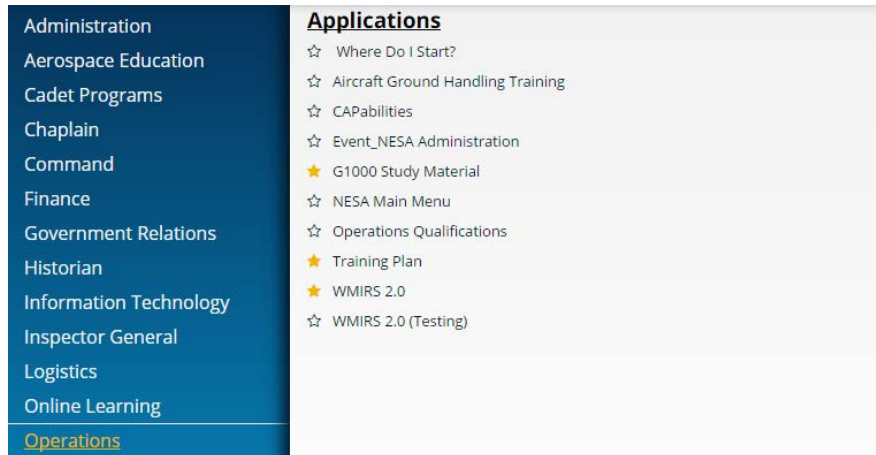 Administration
Aerospace Education
Cadet Programs
Chaplain
Command
Finance
Government Relations
Historian
Information Technology
Inspector General
Logistics
Online Learning
Operations
Applications
Where Do I Start?
Aircraft Ground Handling Training
CAPabilities
Event_NESA Administration
G1000 Study Material
NESA Main Menu
Operations Qualifications
Training Plan
WMIRS 2.0
WMIRS 2.0 (Testing)